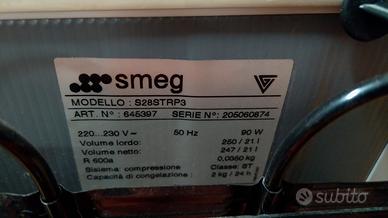 smeg
MODELLO : S28STRP3
ART. N° : 645397 SERIE N° : 205060874
220...230 V ~ 50 Hz 90 W
Volume lordo: 250 / 21 l
Volume netto: 247 / 21 l
R 600a 0,0350 kg
Sistema: compressione Classe: ST
Capacità di congelazione : 2 kg / 24 h
subito